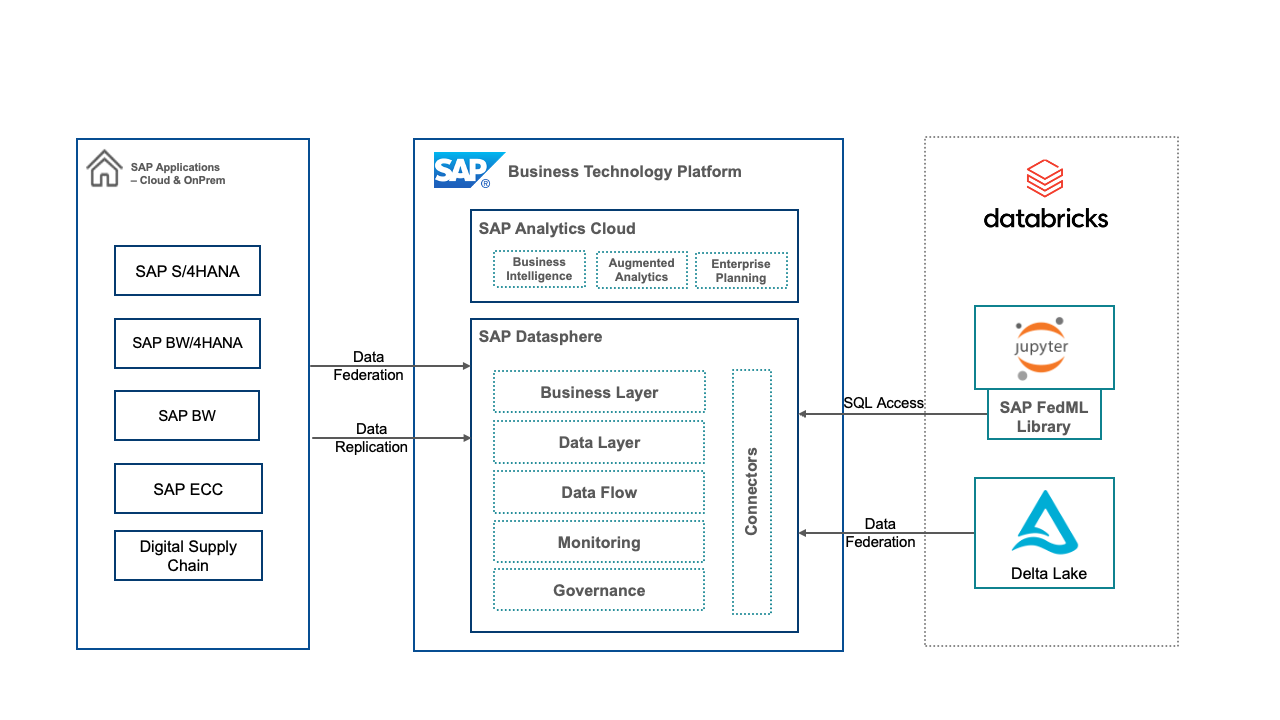 SAP Applications
– Cloud & OnPrem
SAP S/4HANA
SAP BW/4HANA
SAP BW
SAP ECC
Digital Supply
Chain
Data
Federation
Data
Replication
SAP®
Business Technology Platform
SAP Analytics Cloud
Business
Intelligence
Augmented
Analytics
Enterprise
Planning
SAP Datasphere
Business Layer
Data Layer
Data Flow
Monitoring
Governance
Connectors
SQL Access
Data
Federation
databricks
jupyter
SAP FedML
Library
Delta Lake